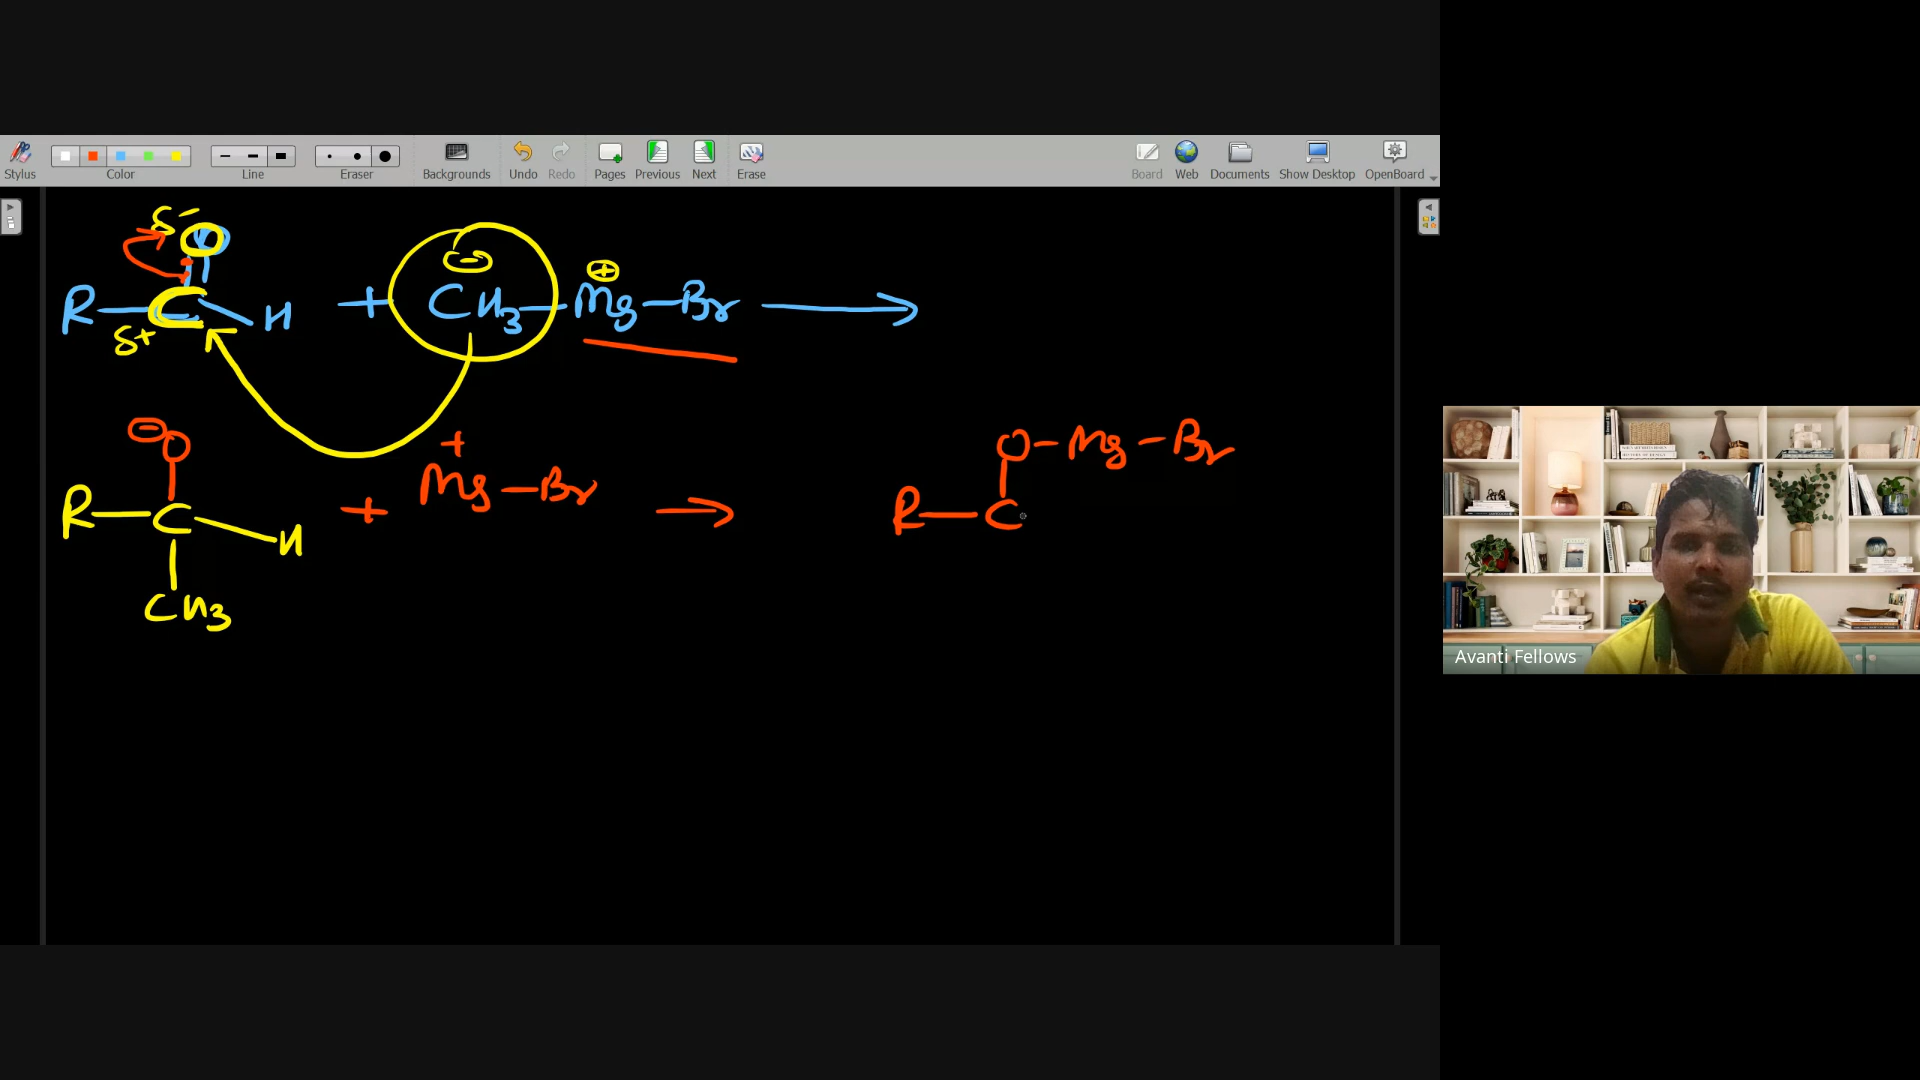 Stylus Color Line Eraser Backgrounds Undo Redo Pages Previous Next Erase Board Web Documents Show Desktop OpenBoard
δ-
O ⊖ ⊕
R—C—H + CH3—Mg—Br ⟶
δ+
⊖O + O—Mg—Br
R—C—H + Mg—Br → R—C
CH3
Avanti Fellows